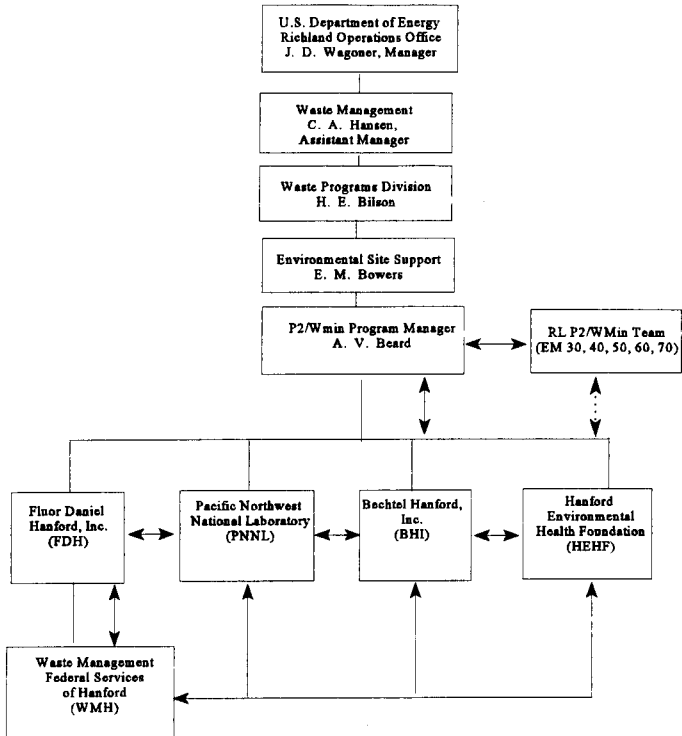 U.S. Department of Energy
Richland Operations Office
J. D. Wagoner, Manager
Waste Management
C. A. Hansen,
Assistant Manager
Waste Programs Division
H. E. Bilson
Environmental Site Support
E. M. Bowers
P2/Wmin Program Manager
A. V. Beard
RL P2/WMin Team
(EM 30, 40, 50, 60, 70)
Fluor Daniel
Hanford, Inc.
(FDH)
Pacific Northwest
National Laboratory
(PNNL)
Bechtel Hanford,
Inc.
(BHI)
Hanford
Environmental
Health Foundation
(HEHF)
Waste Management
Federal Services
of Hanford
(WMH)